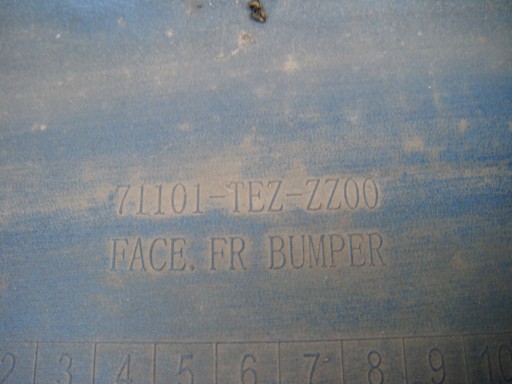 71101-TEZ-ZZ00
FACE. FR BUMPER
2 3 4 5 6 7 8 9 10